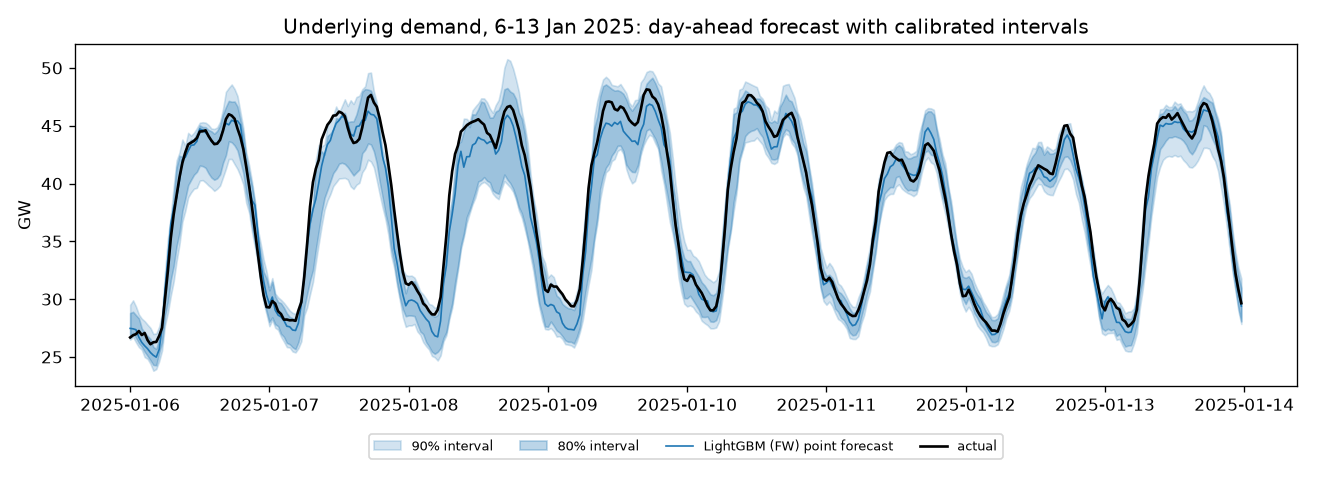 Underlying demand, 6-13 Jan 2025: day-ahead forecast with calibrated intervals
GW
50
45
40
35
30
25
2025-01-06 2025-01-07 2025-01-08 2025-01-09 2025-01-10 2025-01-11 2025-01-12 2025-01-13 2025-01-14
90% interval 80% interval LightGBM (FW) point forecast actual